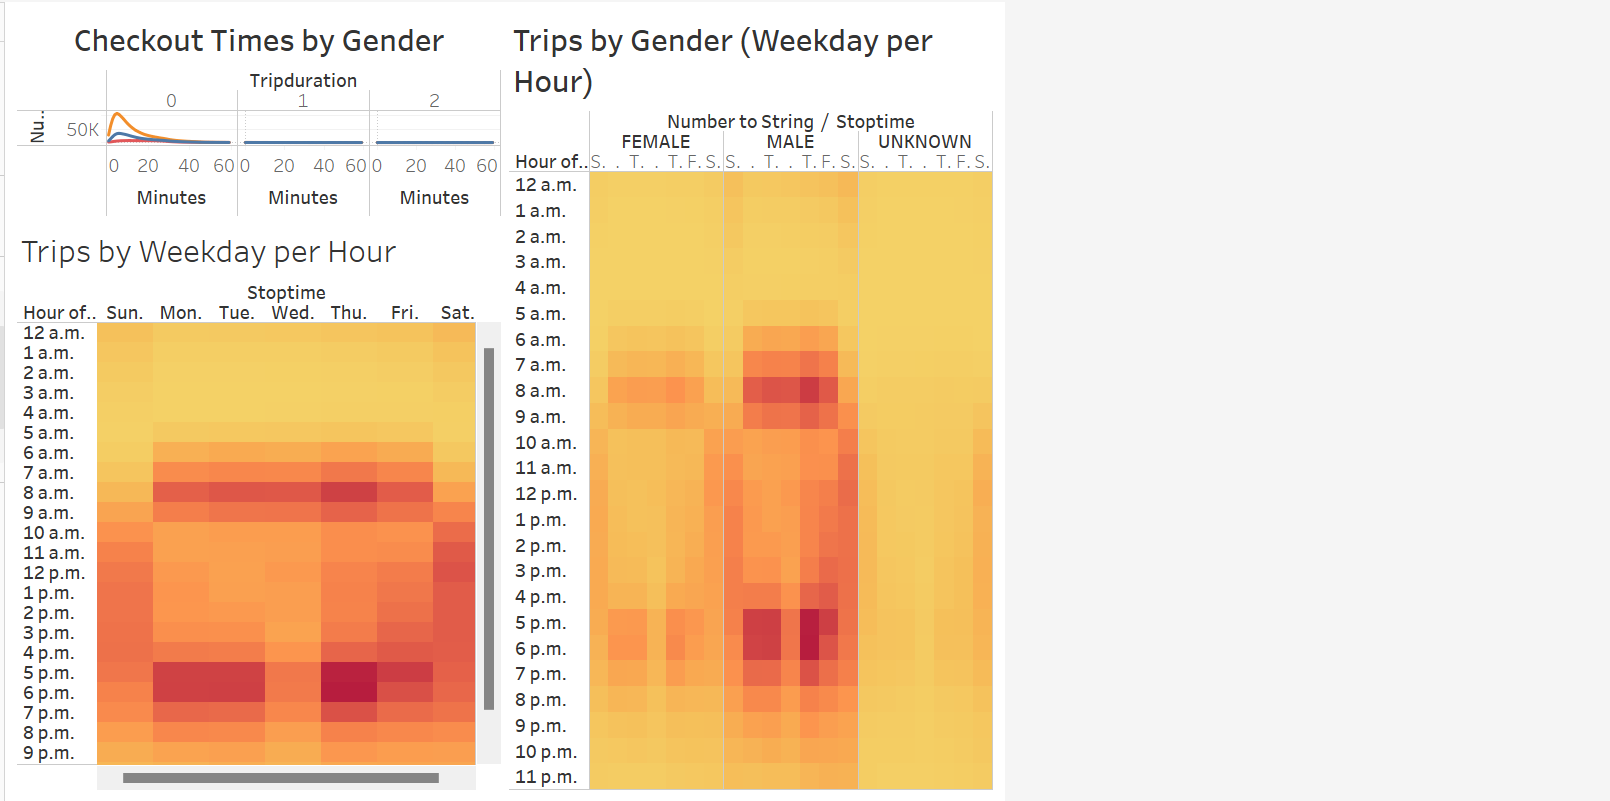 Checkout Times by Gender
Tripduration
0 1 2
Nu..
50K
0 20 40 60 0 20 40 60 0 20 40 60
Minutes Minutes Minutes
Trips by Weekday per Hour
Stoptime
Hour of.. Sun. Mon. Tue. Wed. Thu. Fri. Sat.
12 a.m.
1 a.m.
2 a.m.
3 a.m.
4 a.m.
5 a.m.
6 a.m.
7 a.m.
8 a.m.
9 a.m.
10 a.m.
11 a.m.
12 p.m.
1 p.m.
2 p.m.
3 p.m.
4 p.m.
5 p.m.
6 p.m.
7 p.m.
8 p.m.
9 p.m.
Trips by Gender (Weekday per
Hour)
Number to String / Stoptime
FEMALE MALE UNKNOWN
Hour of.. S. . T. . T. F. S. S. . T. . T. F. S. S. . T. . T. F. S.
12 a.m.
1 a.m.
2 a.m.
3 a.m.
4 a.m.
5 a.m.
6 a.m.
7 a.m.
8 a.m.
9 a.m.
10 a.m.
11 a.m.
12 p.m.
1 p.m.
2 p.m.
3 p.m.
4 p.m.
5 p.m.
6 p.m.
7 p.m.
8 p.m.
9 p.m.
10 p.m.
11 p.m.